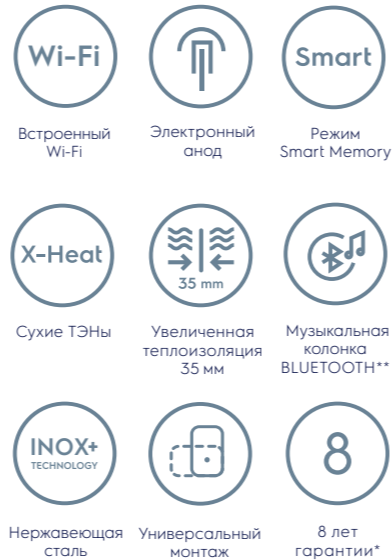 Wi-Fi
Встроенный
Wi-Fi
Электронный
анод
Smart
Режим
Smart Memory
X-Heat
Сухие ТЭНы
35 mm
Увеличенная
теплоизоляция
35 мм
Музыкальная
колонка
BLUETOOTH**
INOX+
TECHNOLOGY
Нержавеющая
сталь
Универсальный
монтаж
8
8 лет
гарантии*